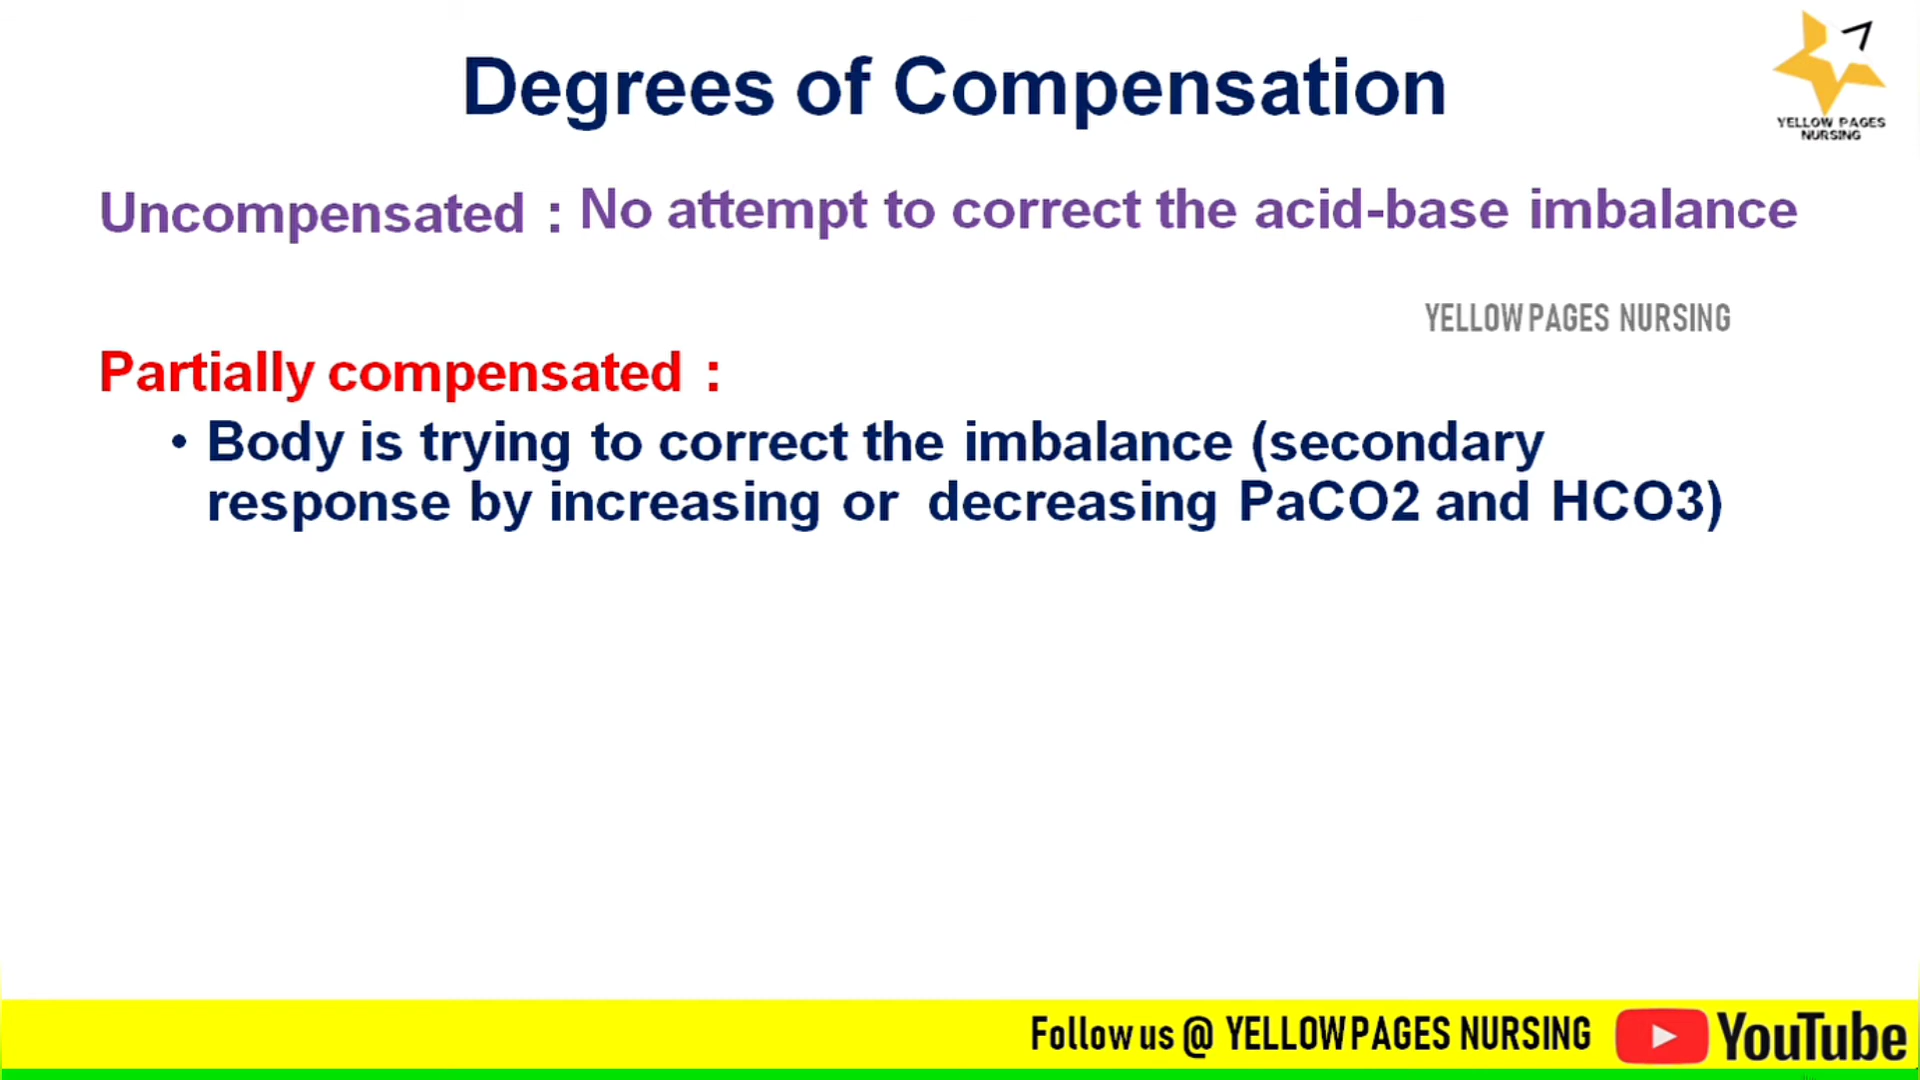 Degrees of Compensation
YELLOW PAGES
NURSING
Uncompensated : No attempt to correct the acid-base imbalance
YELLOW PAGES NURSING
Partially compensated :
• Body is trying to correct the imbalance (secondary
response by increasing or decreasing PaCO2 and HCO3)
Follow us @ YELLOW PAGES NURSING YouTube